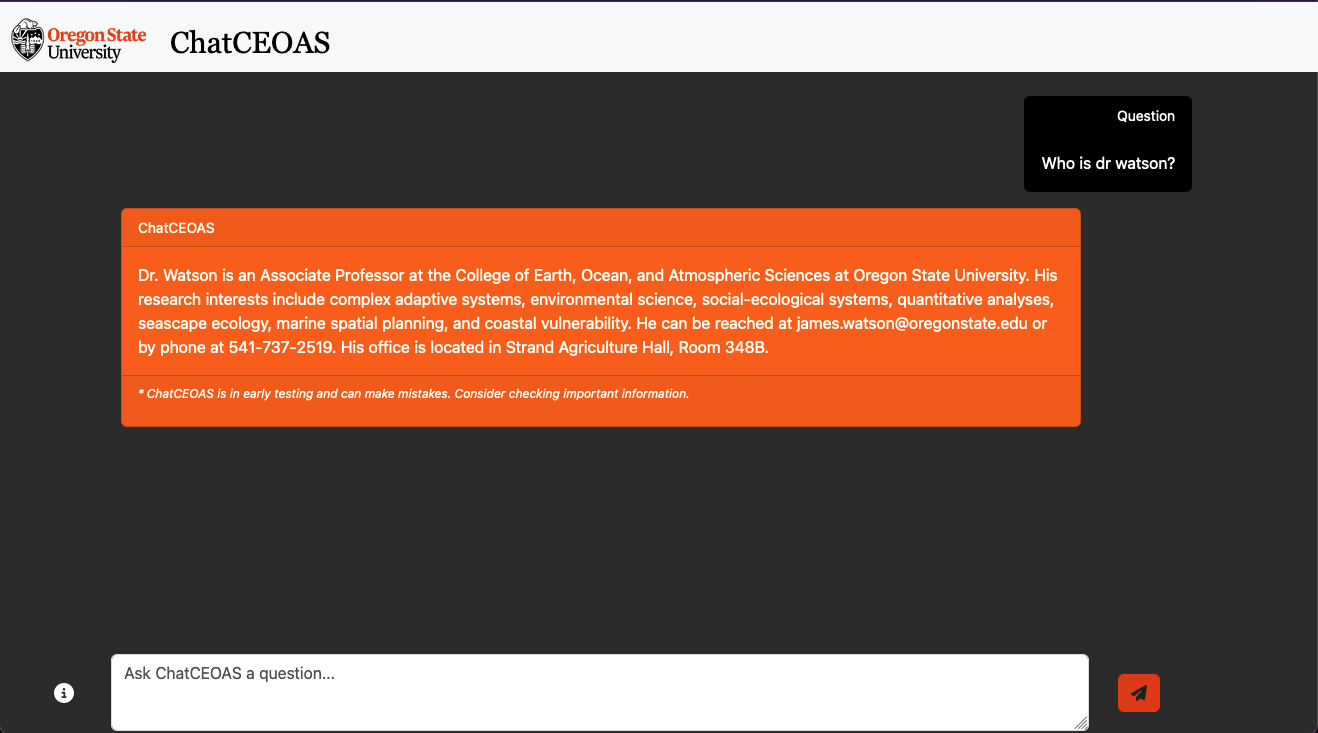 Oregon State
University
ChatCEOAS
Question
Who is dr watson?
ChatCEOAS
Dr. Watson is an Associate Professor at the College of Earth, Ocean, and Atmospheric Sciences at Oregon State University. His
research interests include complex adaptive systems, environmental science, social-ecological systems, quantitative analyses,
seascape ecology, marine spatial planning, and coastal vulnerability. He can be reached at james.watson@oregonstate.edu or
by phone at 541-737-2519. His office is located in Strand Agriculture Hall, Room 348B.
* ChatCEOAS is in early testing and can make mistakes. Consider checking important information.
Ask ChatCEOAS a question...